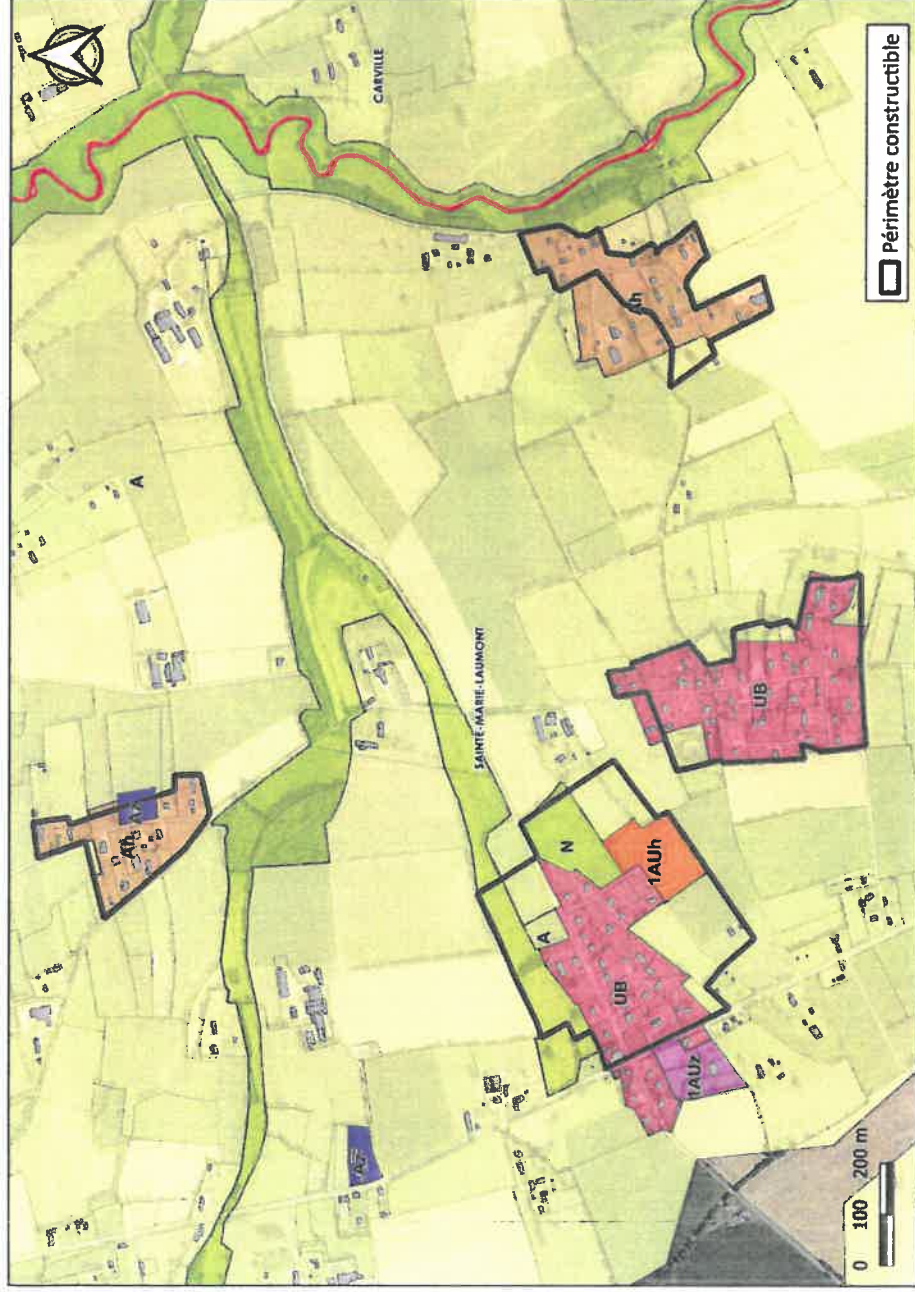 CARVILLE
A
SAINTE-MARIE-LAUMONT
Az
Ah
Ah
UB
N
1AUh
A
UB
1AUz
Az
Périmètre constructible
0 100 200 m